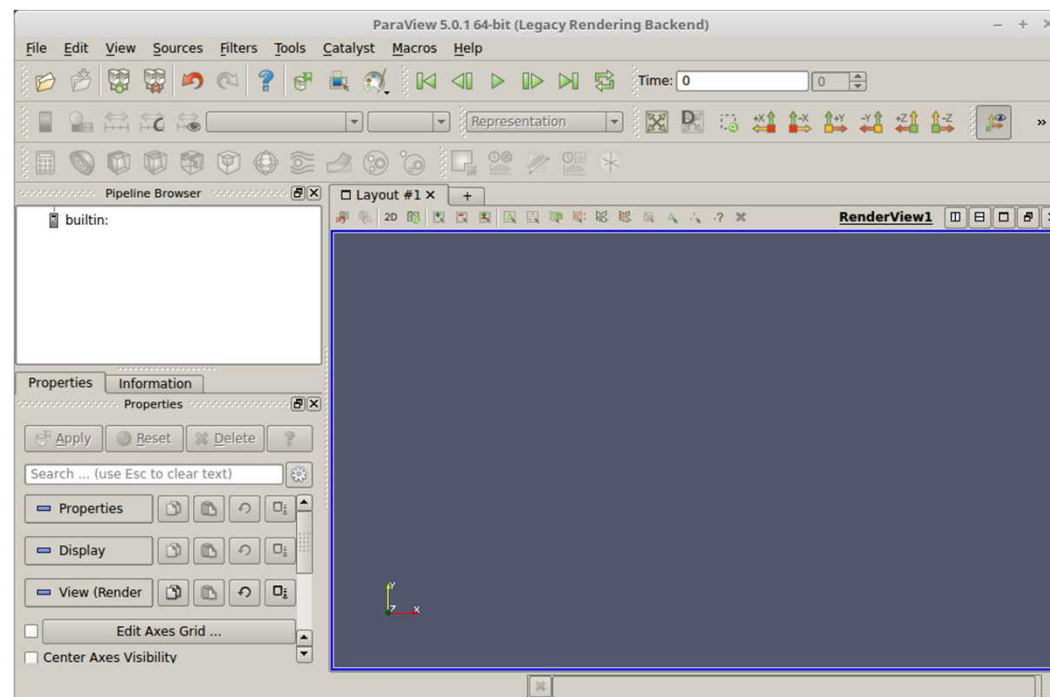 ParaView 5.0.1 64-bit (Legacy Rendering Backend)
File Edit View Sources Filters Tools Catalyst Macros Help
Time: 0 0
Representation +X -X +Y -Y +Z -Z »
Pipeline Browser
Layout #1
builtin:
2D RenderView1
Properties Information
Properties
Apply Reset Delete ?
Search ... (use Esc to clear text)
Properties
Display
View (Render
Y
Z X
Edit Axes Grid ...
Center Axes Visibility